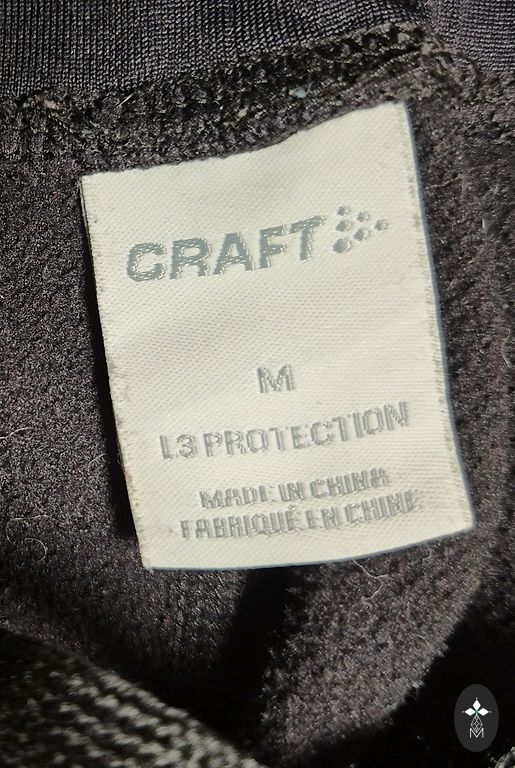 CRAFT
M
L3 PROTECTION
MADE IN CHINA
FABRIQUÉ EN CHINE